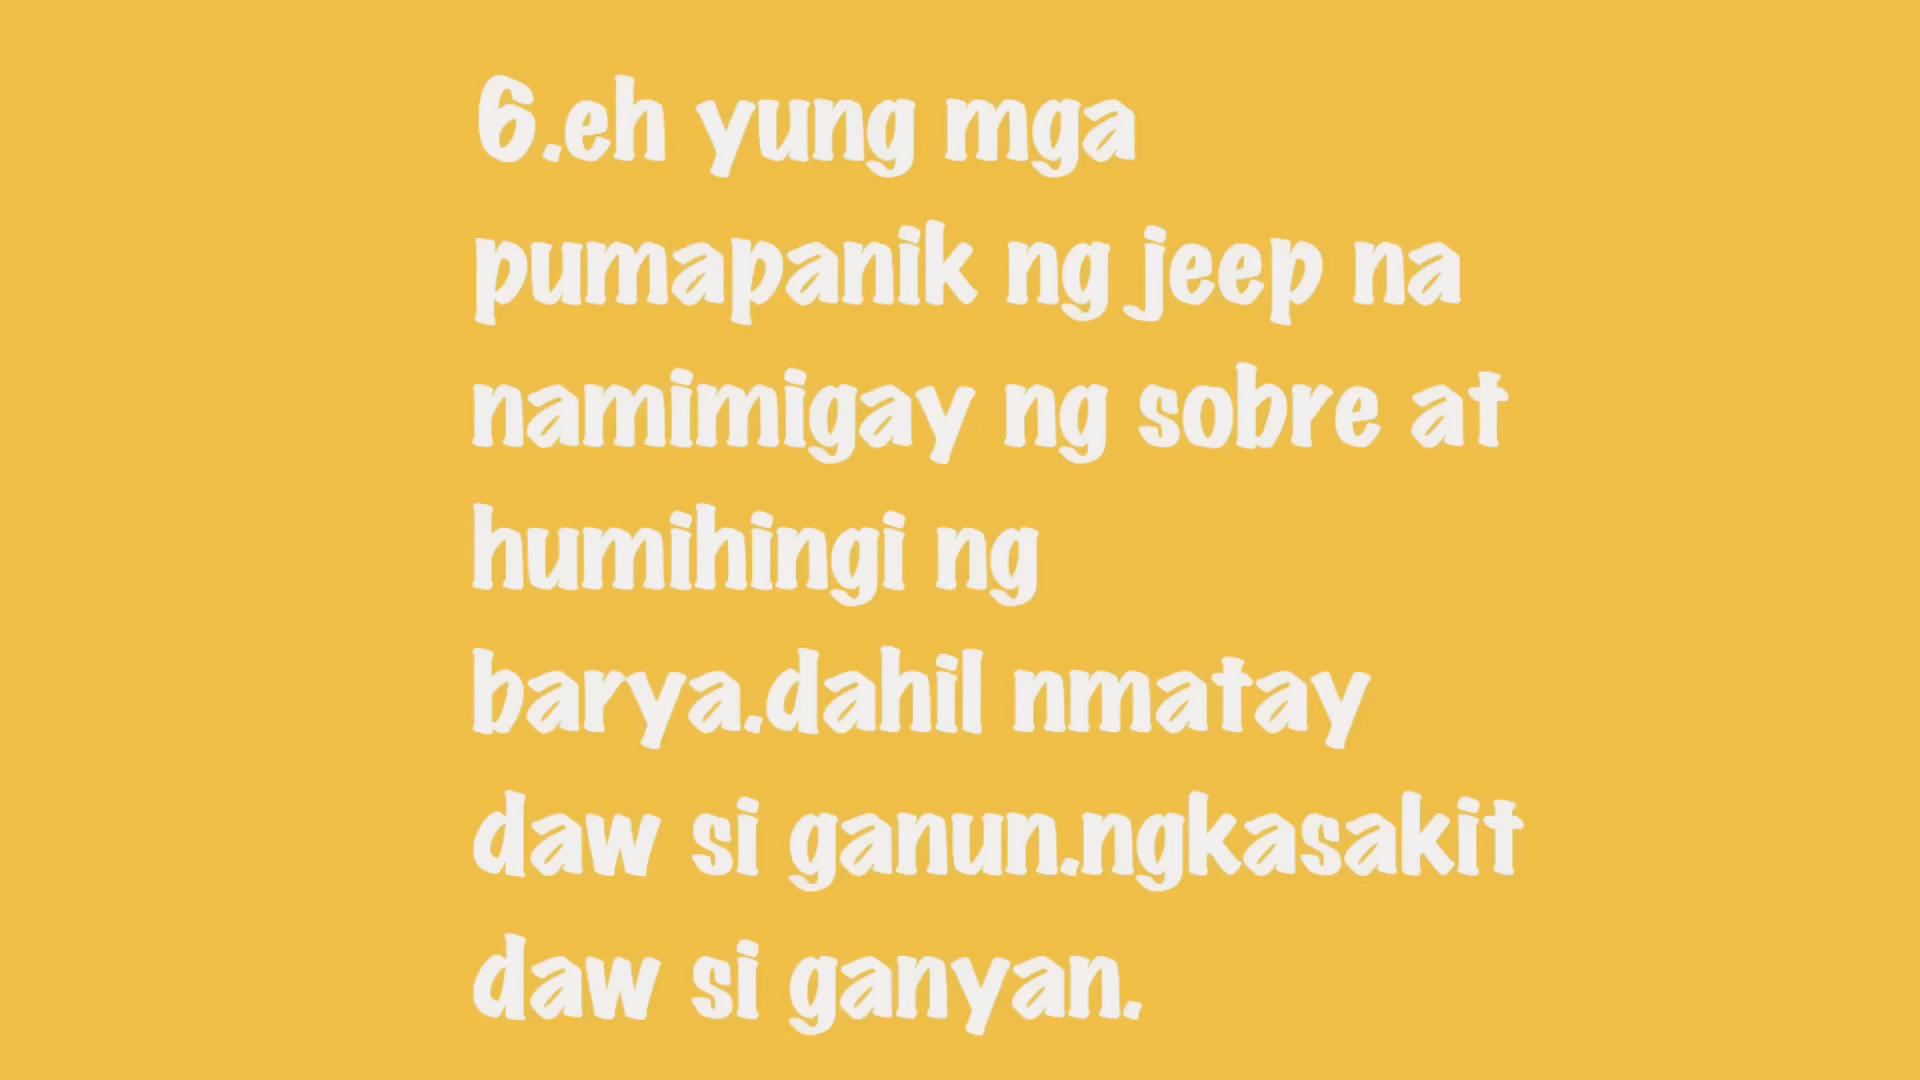 6.eh yung mga
pumapanik ng jeep na
namimigay ng sobre at
humihingi ng
barya.dahil nmatay
daw si ganun.ngkasakit
daw si ganyan.